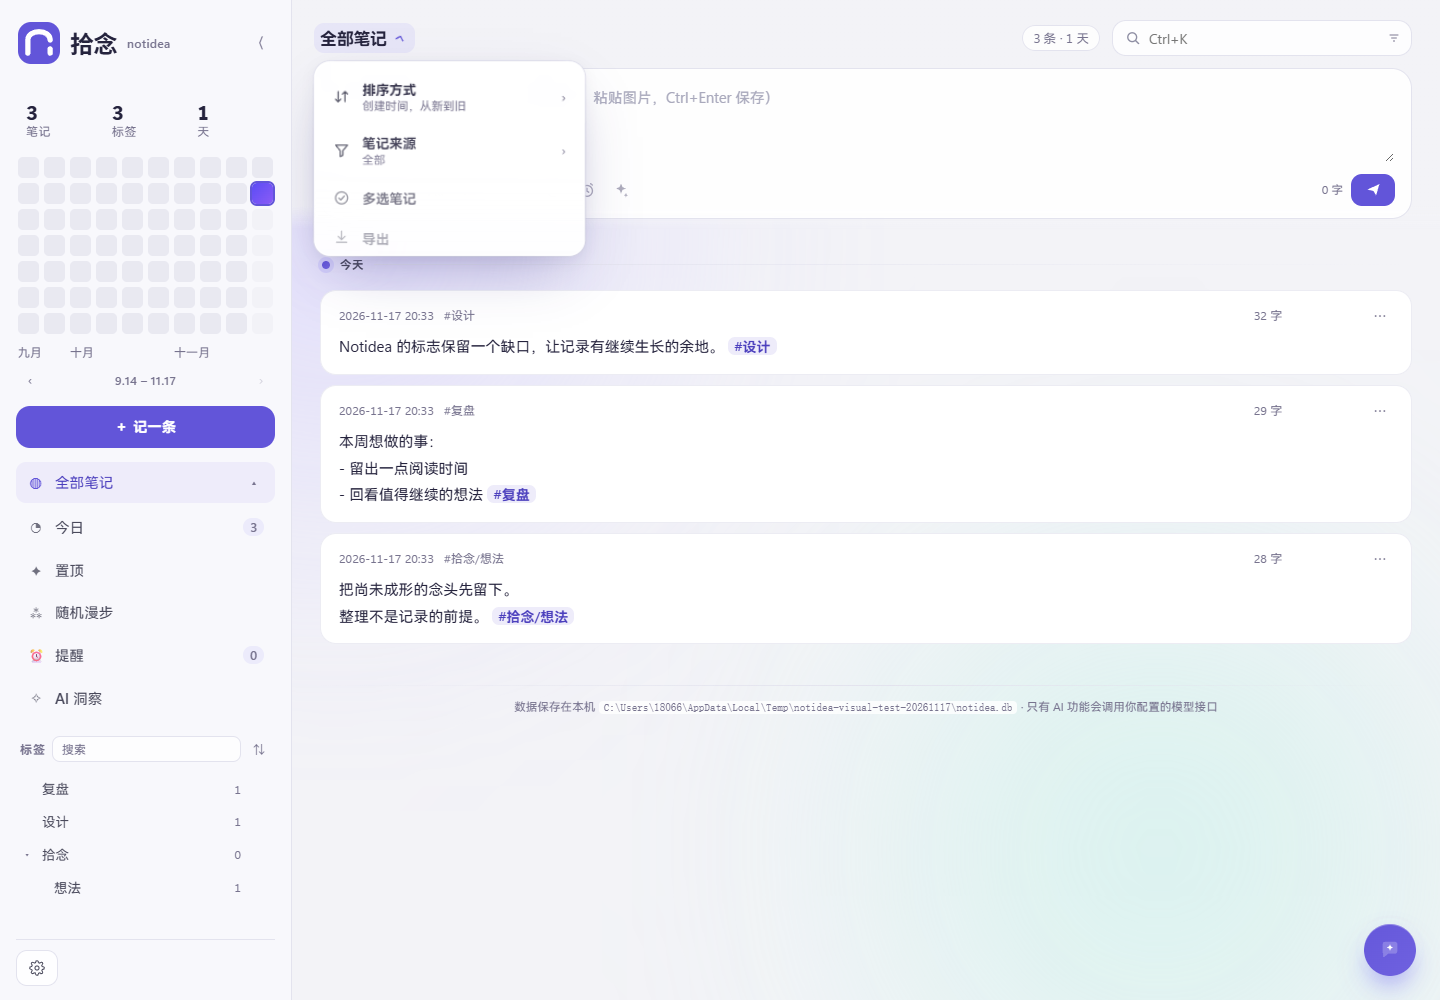 拾念 notidea
3 3 1
笔记 标签 天
九月 十月 十一月
9.14 – 11.17
+ 记一条
全部笔记
今日 3
置顶
随机漫步
提醒 0
AI 洞察
标签 搜索
复盘 1
设计 1
拾念 0
想法 1
全部笔记
3 条 · 1 天
Ctrl+K
排序方式
创建时间，从新到旧
笔记来源
全部
多选笔记
导出
粘贴图片，Ctrl+Enter 保存）
0 字
今天
2026-11-17 20:33 #设计 32 字
Notidea 的标志保留一个缺口，让记录有继续生长的余地。 #设计
2026-11-17 20:33 #复盘 29 字
本周想做的事：
- 留出一点阅读时间
- 回看值得继续的想法 #复盘
2026-11-17 20:33 #拾念/想法 28 字
把尚未成形的念头先留下。
整理不是记录的前提。 #拾念/想法
数据保存在本机 C:\Users\18066\AppData\Local\Temp\notidea-visual-test-20261117\notidea.db · 只有 AI 功能会调用你配置的模型接口